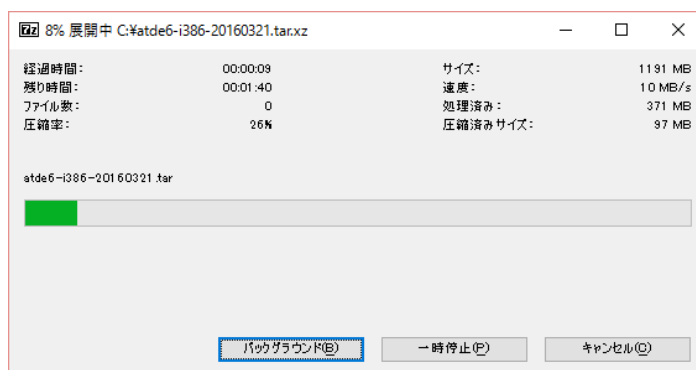 7z 8% 展開中 C:¥atde6-i386-20160321.tar.xz
経過時間: 00:00:09 サイズ: 1191 MB
残り時間: 00:01:40 速度: 10 MB/s
ファイル数: 0 処理済み: 371 MB
圧縮率: 26% 圧縮済みサイズ: 97 MB
atde6-i386-20160321.tar
バックグラウンド(B) 一時停止(P) キャンセル(C)